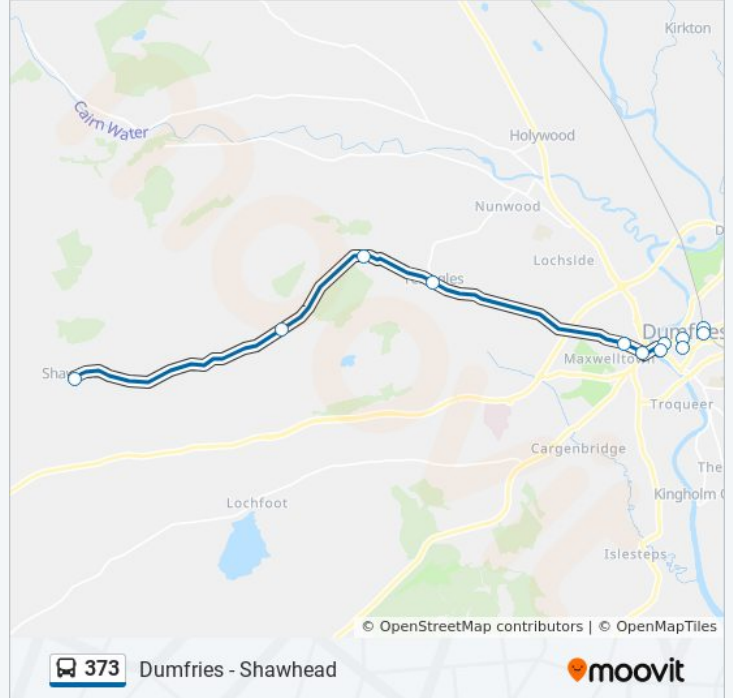 Kirkton
Cairn Water
Holywood
Nunwood
Lochside
Dumfries
Maxwelltown
Troqueer
Cargenbridge
The
Kingholm
Lochfoot
Islesteps
© OpenStreetMap contributors | © OpenMapTiles
373 Dumfries - Shawhead
moovit